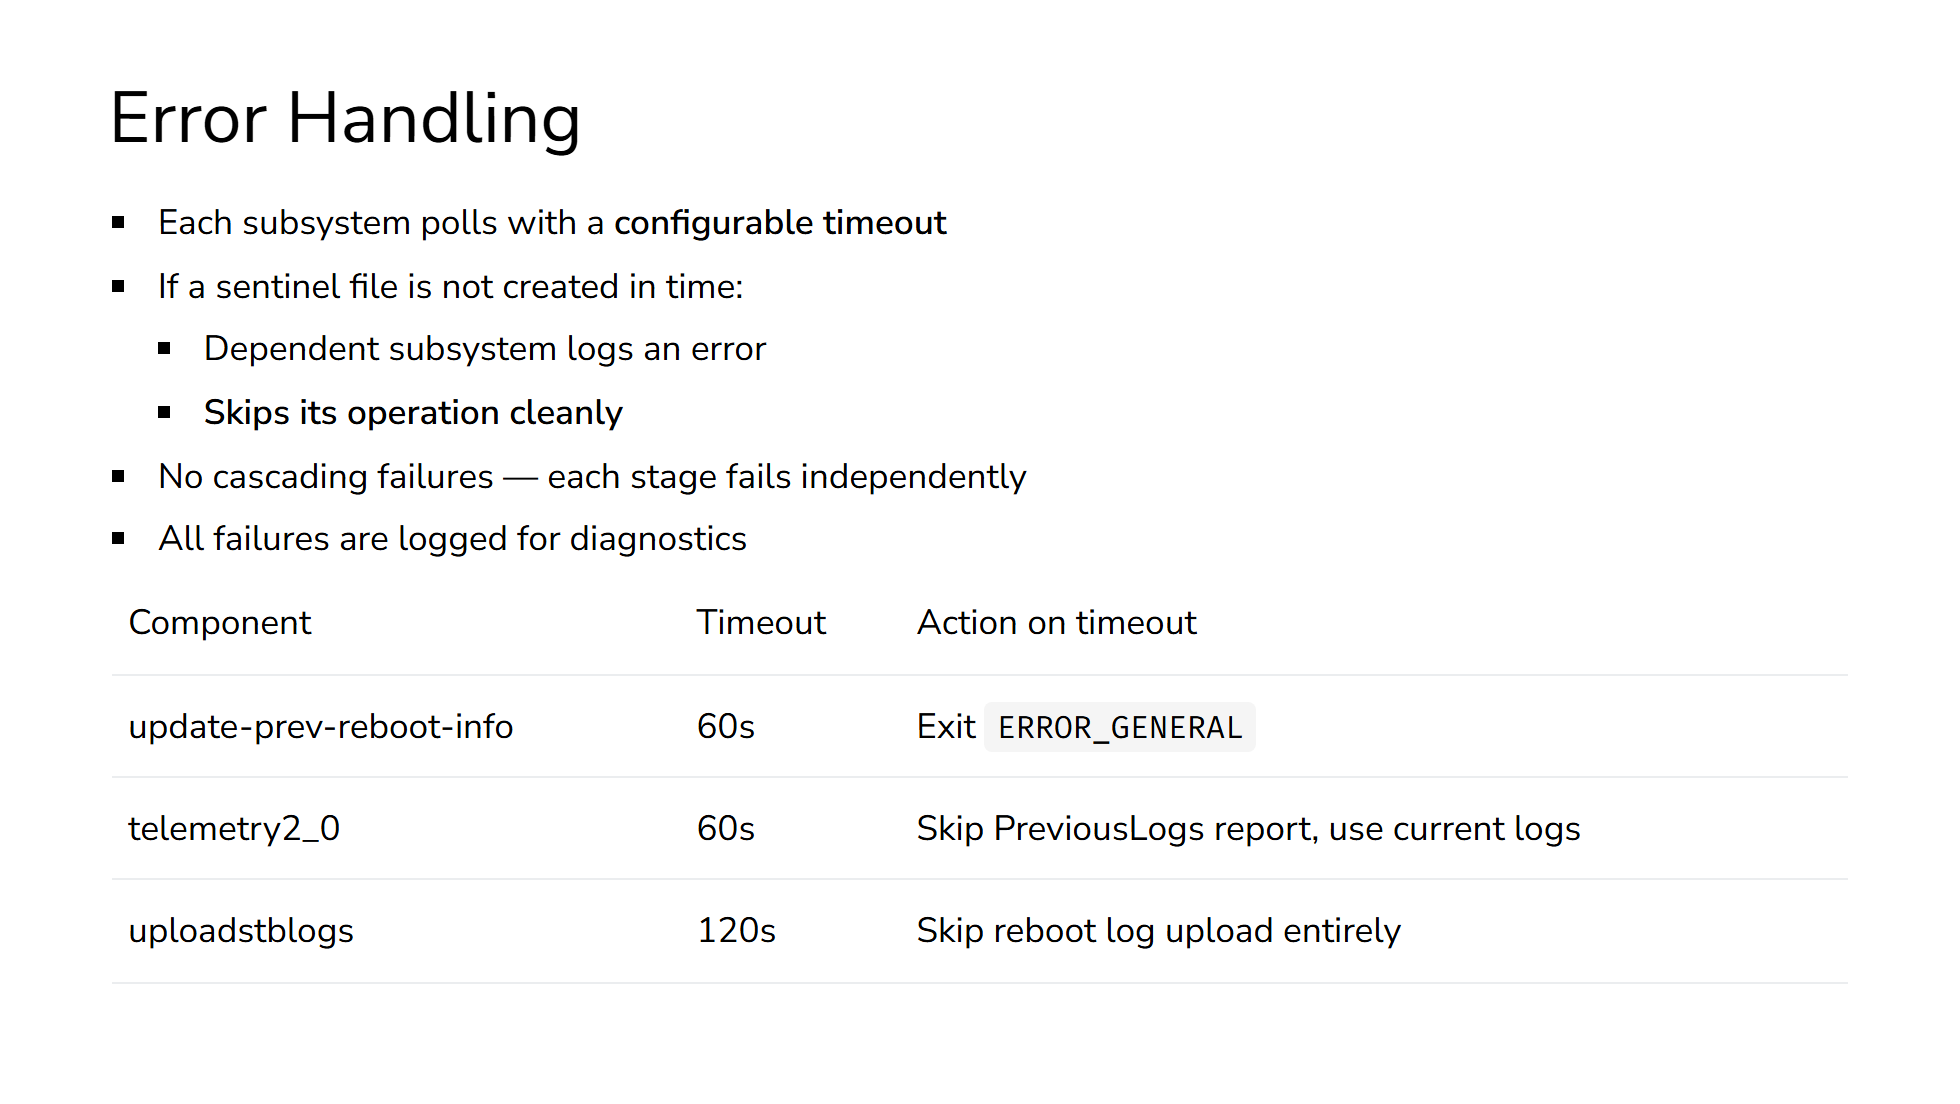 Error Handling
Each subsystem polls with a configurable timeout
If a sentinel file is not created in time:
Dependent subsystem logs an error
Skips its operation cleanly
No cascading failures — each stage fails independently
All failures are logged for diagnostics
Component Timeout Action on timeout
update-prev-reboot-info 60s Exit ERROR_GENERAL
telemetry2_0 60s Skip PreviousLogs report, use current logs
uploadstblogs 120s Skip reboot log upload entirely